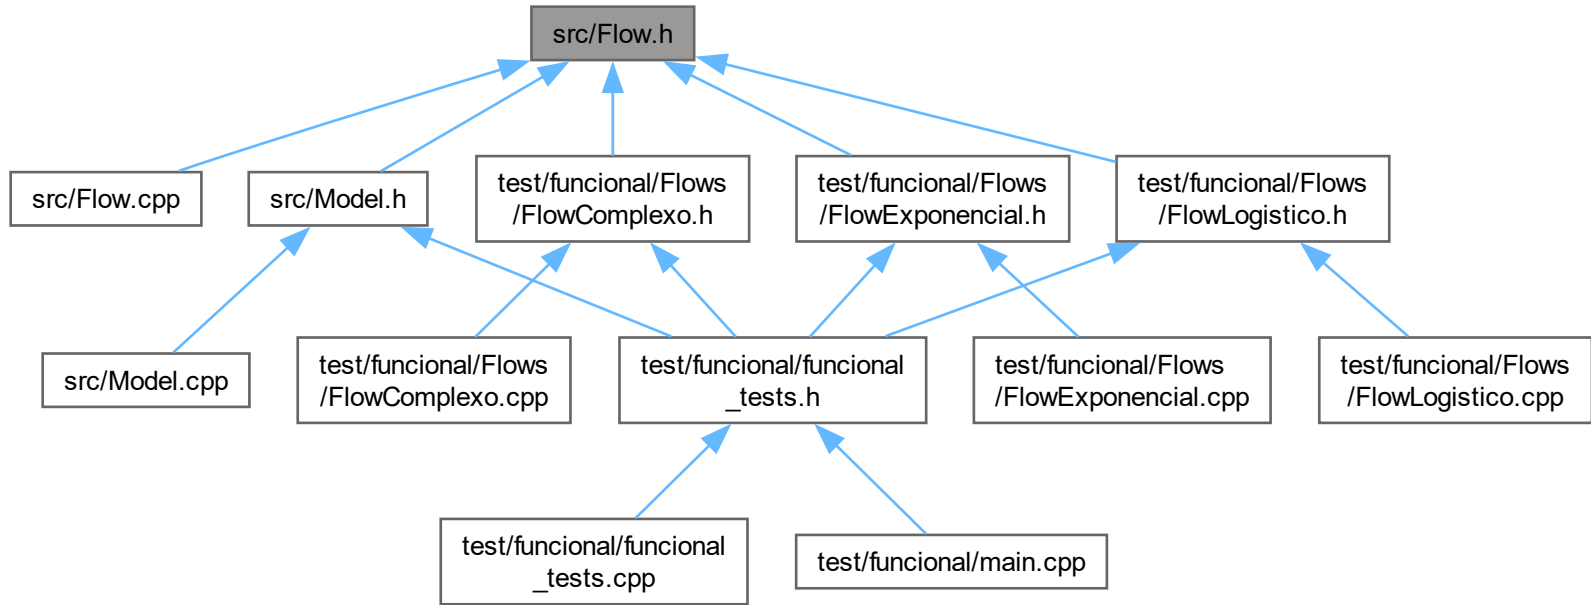 src/Flow.h
src/Flow.cpp
src/Model.h
test/funcional/Flows
/FlowComplexo.h
test/funcional/Flows
/FlowExponencial.h
test/funcional/Flows
/FlowLogistico.h
src/Model.cpp
test/funcional/Flows
/FlowComplexo.cpp
test/funcional/funcional
_tests.h
test/funcional/Flows
/FlowExponencial.cpp
test/funcional/Flows
/FlowLogistico.cpp
test/funcional/funcional
_tests.cpp
test/funcional/main.cpp